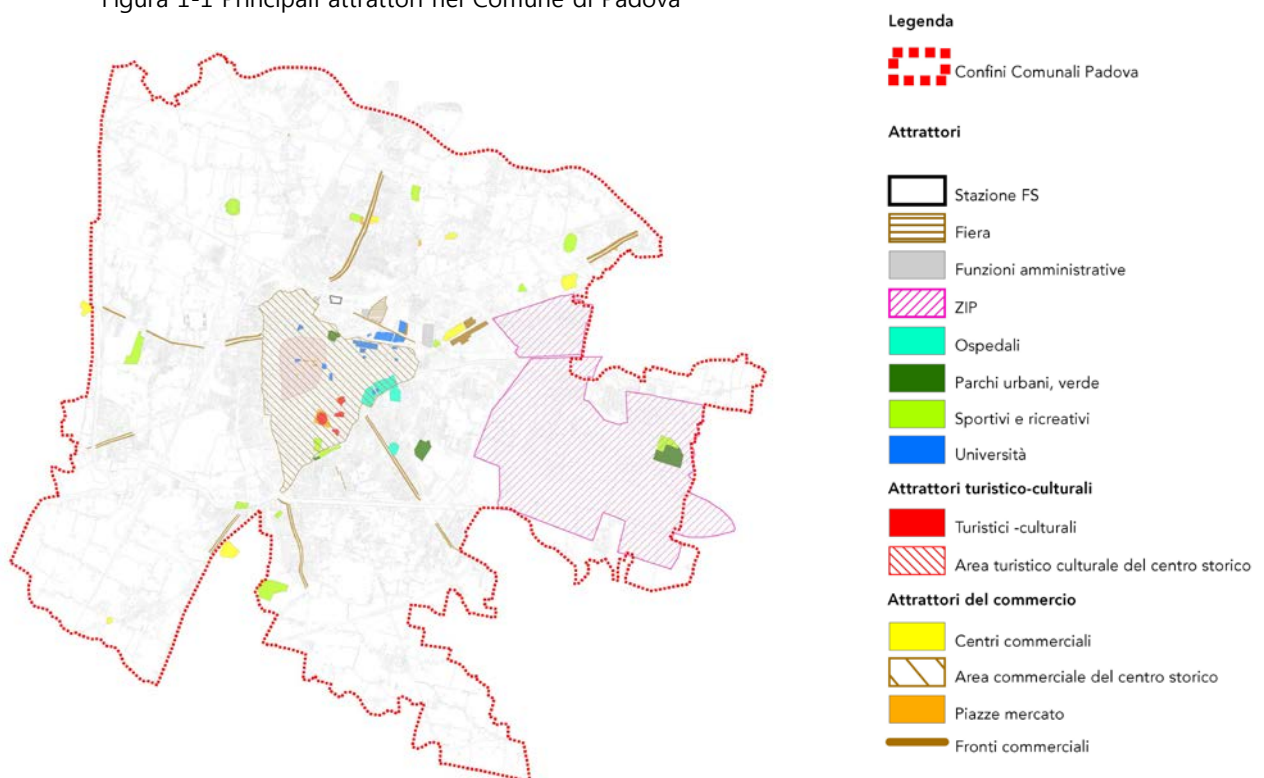 Figura 1-1 Principali attrattori nel Comune di Padova
Legenda
Confini Comunali Padova
Attrattori
Stazione FS
Fiera
Funzioni amministrative
ZIP
Ospedali
Parchi urbani, verde
Sportivi e ricreativi
Università
Attrattori turistico-culturali
Turistici -culturali
Area turistico culturale del centro storico
Attrattori del commercio
Centri commerciali
Area commerciale del centro storico
Piazze mercato
Fronti commerciali